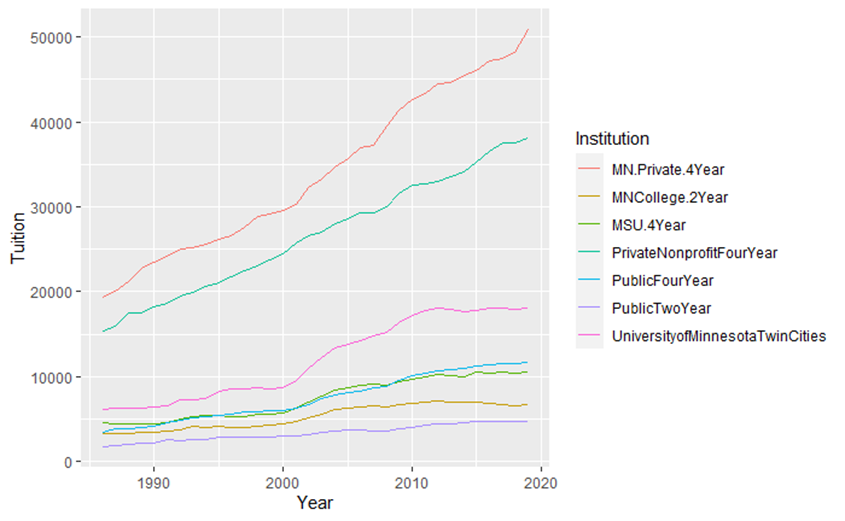 50000
40000
30000
20000
10000
0
Tuition
1990
2000
2010
2020
Year
Institution
MN.Private.4Year
MNCollege.2Year
MSU.4Year
PrivateNonprofitFourYear
PublicFourYear
PublicTwoYear
UniversityofMinnesotaTwinCities